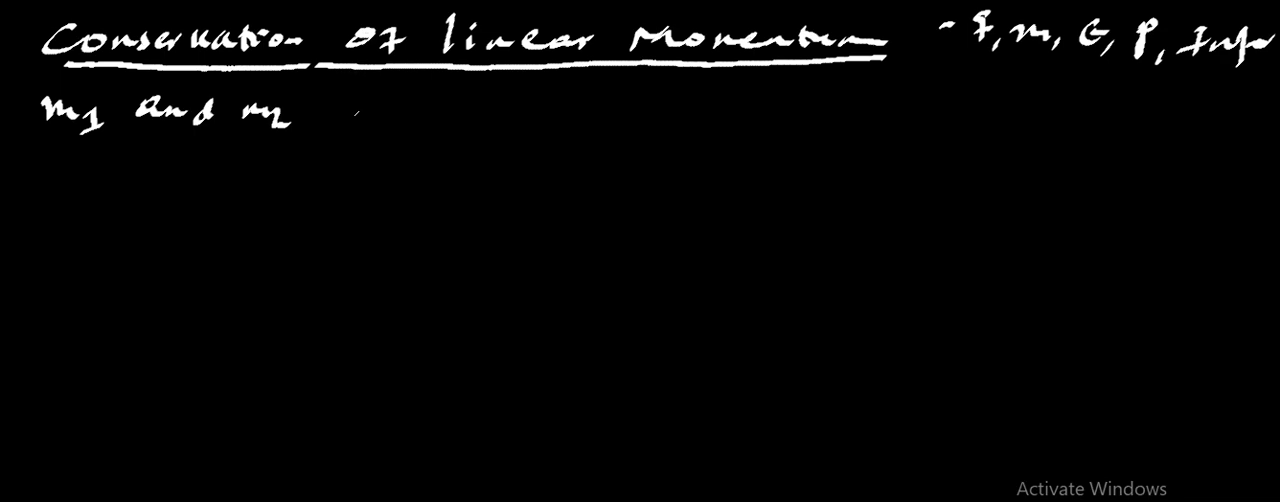 Conservation of linear Momentum - f, m, G, P, Info
m1 and m2
Activate Windows